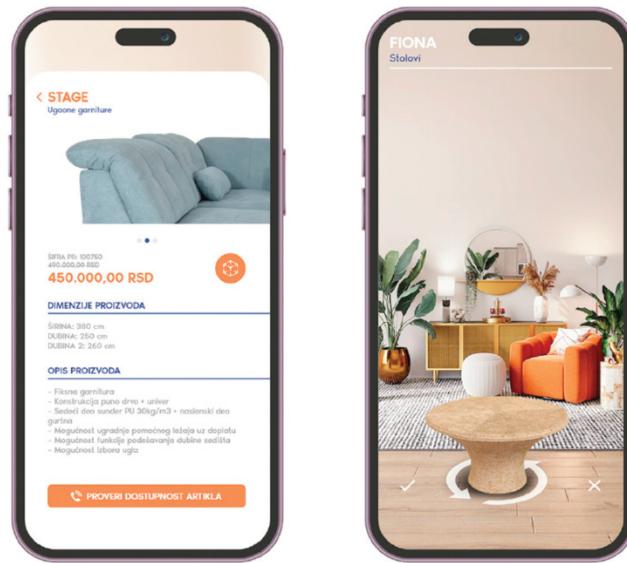 STAGE
Ugaone garniture
ŠIFRA PR: 100760
490.000,00 RSD
450.000,00 RSD
DIMENZIJE PROIZVODA
ŠIRINA: 380 cm
DUBINA: 250 cm
DUBINA 2: 260 cm
OPIS PROIZVODA
– Fiksna garnitura
– Konstrukcija puno drvo + univer
– Sedeći deo sunđer PU 30kg/m3 + naslonski deo
gurtna
– Mogućnost ugradnje pomoćnog ležaja uz doplatu
– Mogućnost funkcije podešavanja dubine sedišta
– Mogućnost izbora ugla
PROVERI DOSTUPNOST ARTIKLA
FIONA
Stolovi